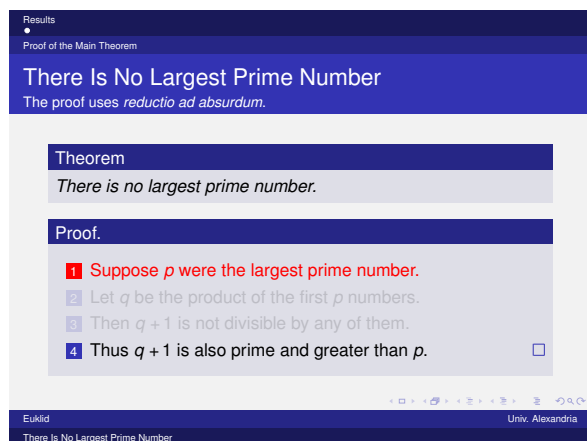 Results
Proof of the Main Theorem
There Is No Largest Prime Number
The proof uses reductio ad absurdum.
Theorem
There is no largest prime number.
Proof.
1 Suppose p were the largest prime number.
2 Let q be the product of the first p numbers.
3 Then q + 1 is not divisible by any of them.
4 Thus q + 1 is also prime and greater than p.
Euklid Univ. Alexandria
There Is No Largest Prime Number